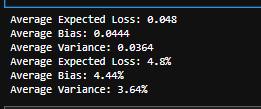 Average Expected Loss: 0.048
Average Bias: 0.0444
Average Variance: 0.0364
Average Expected Loss: 4.8%
Average Bias: 4.44%
Average Variance: 3.64%